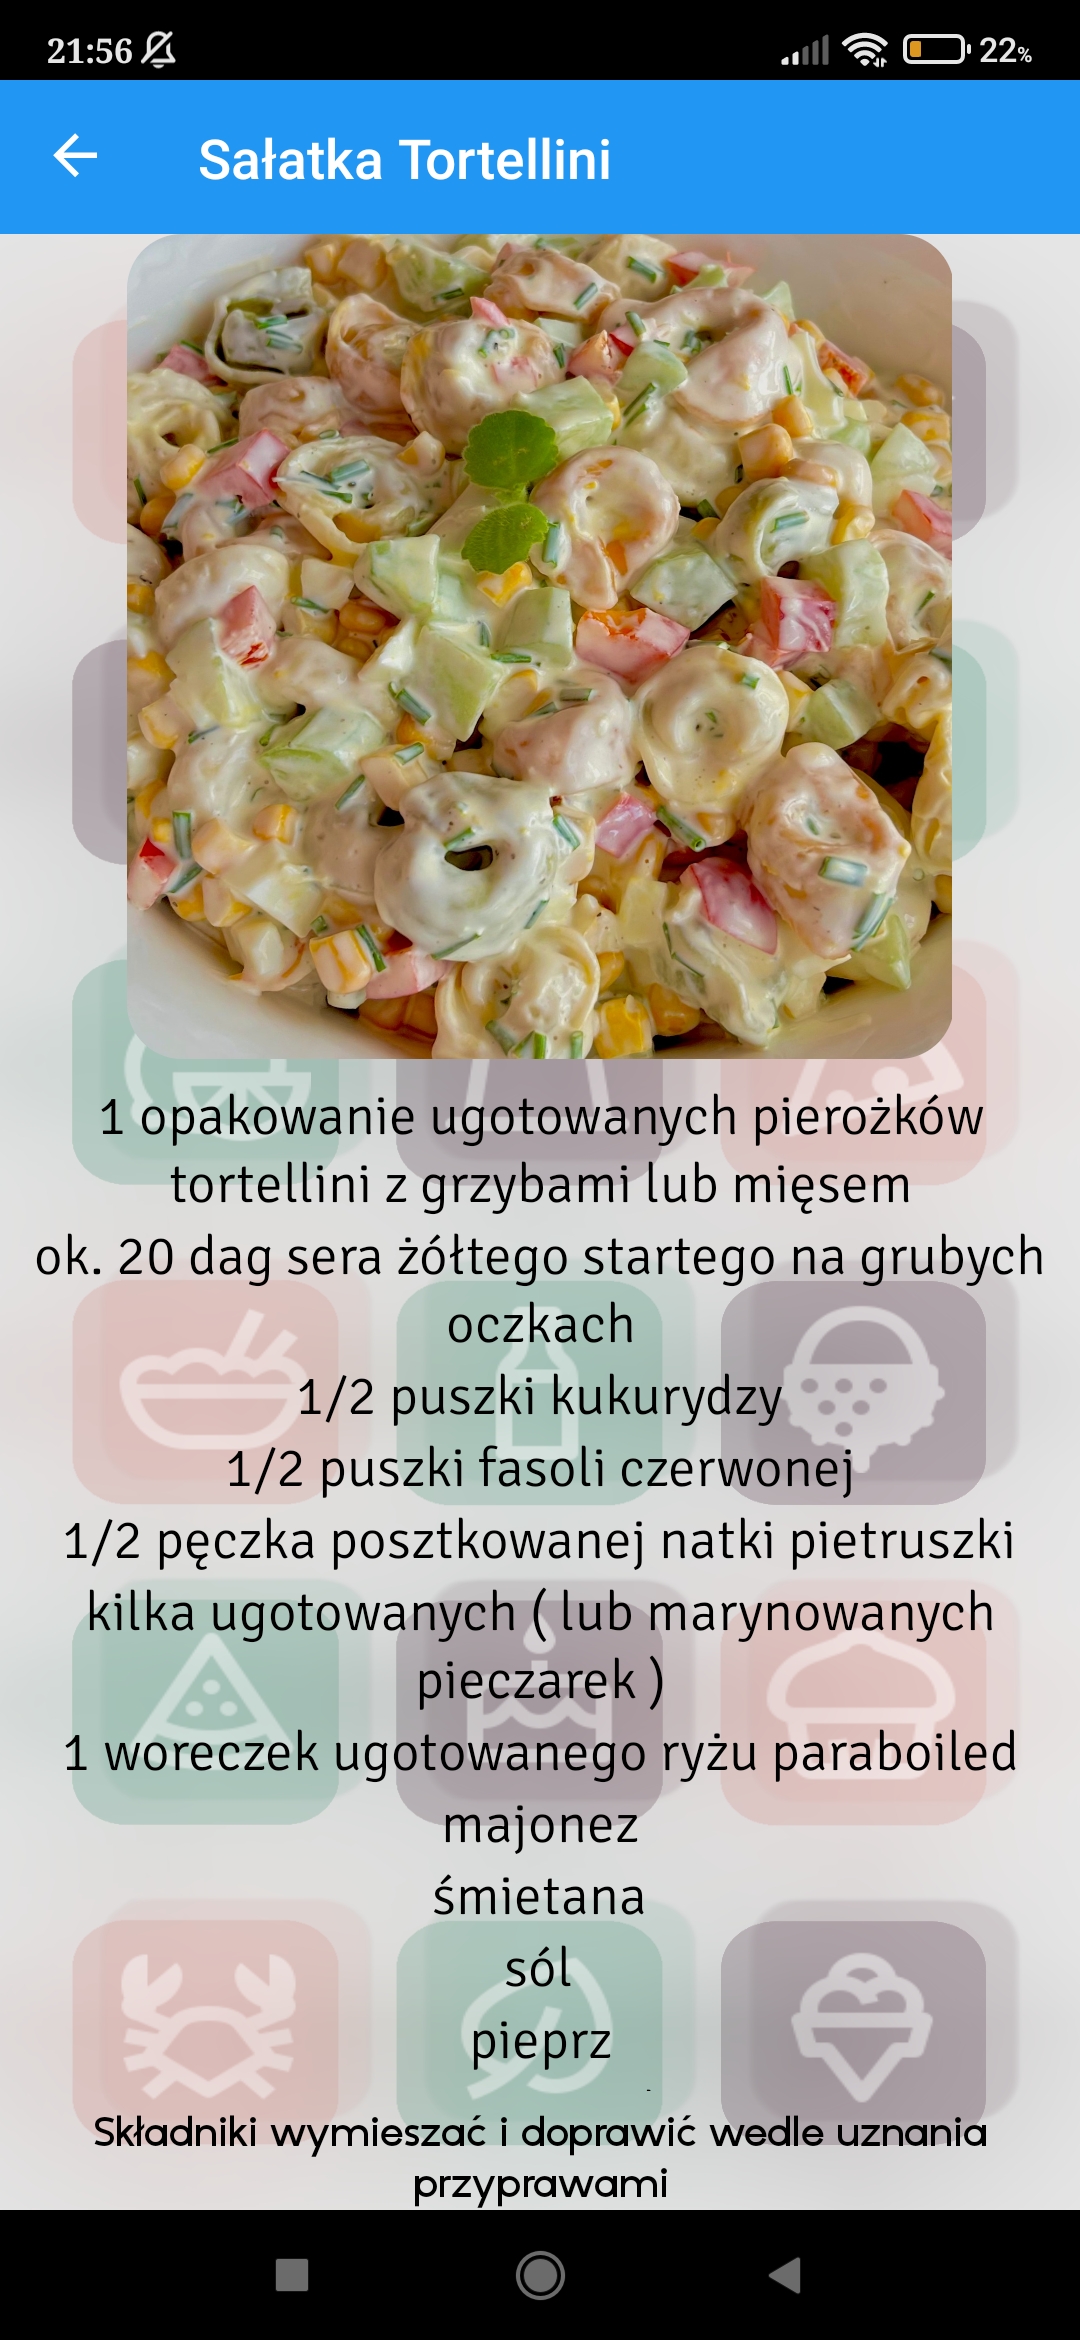 21:56
22%
Sałatka Tortellini
1 opakowanie ugotowanych pierożków
tortellini z grzybami lub mięsem
ok. 20 dag sera żółtego startego na grubych
oczkach
1/2 puszki kukurydzy
1/2 puszki fasoli czerwonej
1/2 pęczka posztkowanej natki pietruszki
kilka ugotowanych ( lub marynowanych
pieczarek )
1 woreczek ugotowanego ryżu paraboiled
majonez
śmietana
sól
pieprz
-
Składniki wymieszać i doprawić wedle uznania
przyprawami